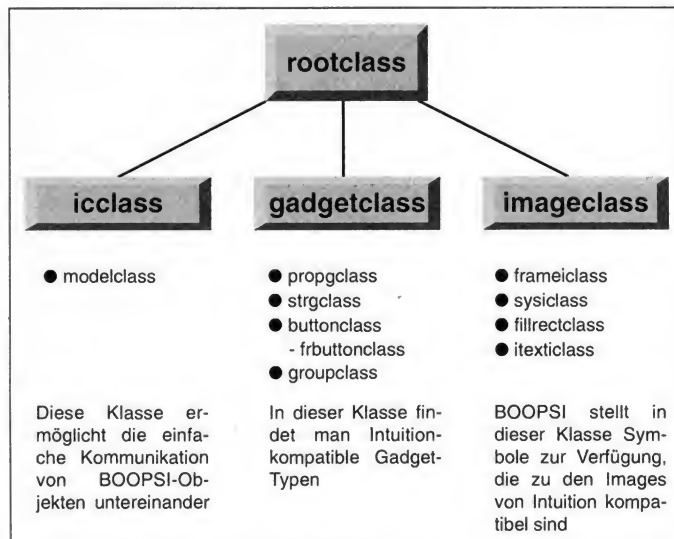 rootclass
icclass
gadgetclass
imageclass
● modelclass
● propgclass
● strgclass
● buttonclass
- frbuttonclass
● groupclass
● frameiclass
● sysiclass
● fillrectclass
● itexticlass
Diese Klasse er-
möglicht die einfa-
che Kommunikation
von BOOPSI-Ob-
jekten untereinander
In dieser Klasse fin-
det man Intuition-
kompatible Gadget-
Typen
BOOPSI stellt in
dieser Klasse Sym-
bole zur Verfügung,
die zu den Images
von Intuition kompa-
tibel sind